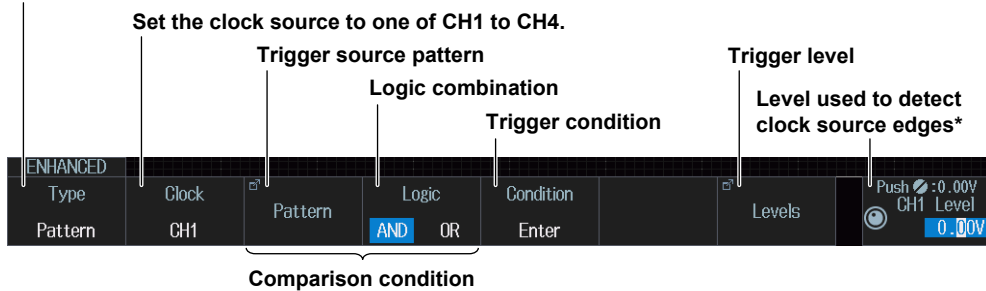 Set the clock source to one of CH1 to CH4.
Trigger source pattern
Trigger level
Logic combination
Level used to detect
clock source edges*
Trigger condition
ENHANCED
Type
Clock
Pattern
Logic
Condition
Levels
Push :0.00V
CH1 Level
Pattern
CH1
AND OR
Enter
0.00V
Comparison condition